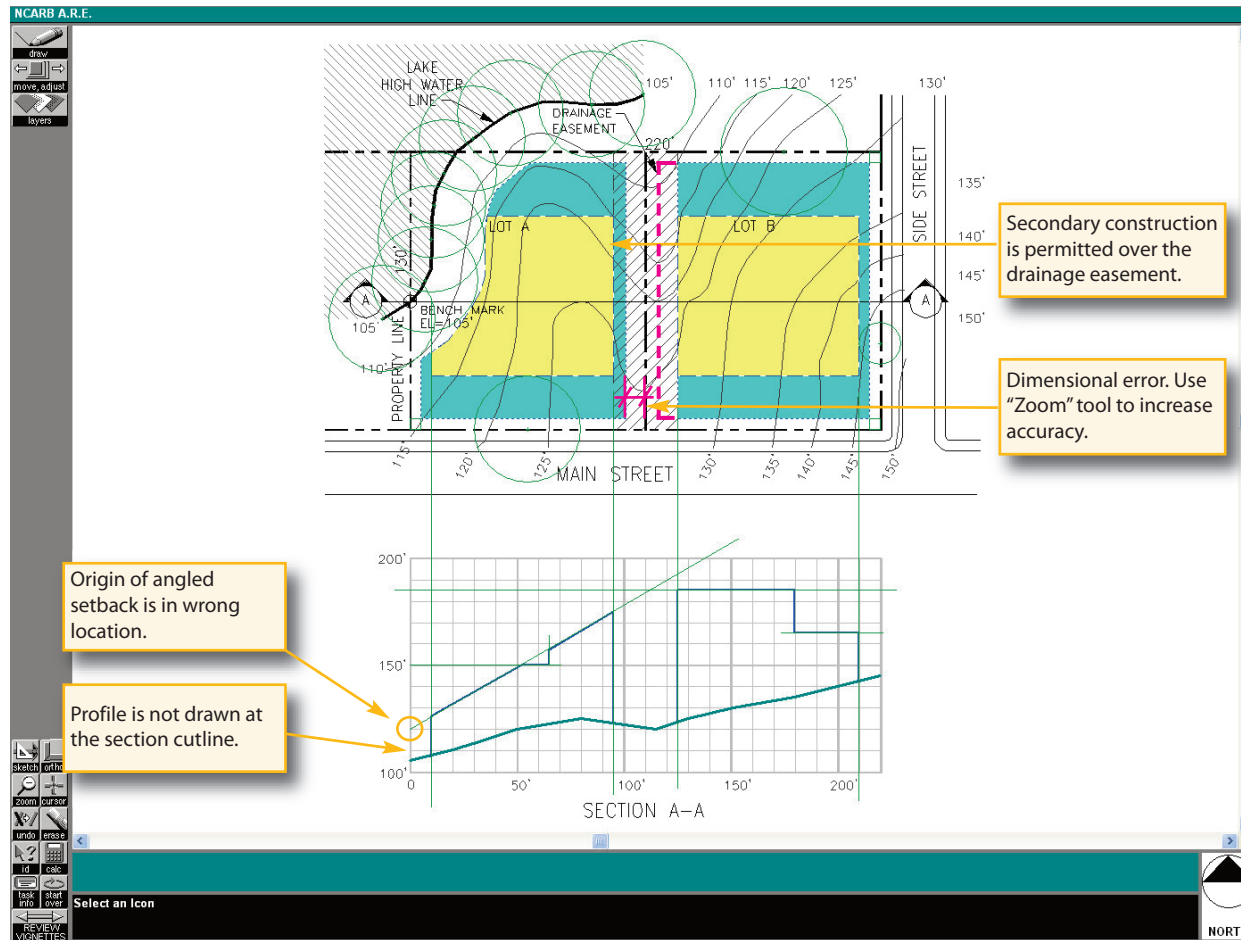 NCARB A.R.E.
draw
move, adjust
layers
LAKE
HIGH WATER
LINE
DRAINAGE
EASEMENT
105'
110'
115'
120'
125'
130'
220'
SIDE STREET
135'
140'
145'
150'
LOT A
LOT B
130'
A
A
BENCH MARK
EL=105'
105'
110'
PROPERTY LINE
115'
120'
125'
MAIN STREET
130'
135'
140'
145'
150'
Secondary construction
is permitted over the
drainage easement.
Dimensional error. Use
“Zoom” tool to increase
accuracy.
Origin of angled
setback is in wrong
location.
Profile is not drawn at
the section cutline.
200'
150'
100'
0
50'
100'
150'
200'
SECTION A-A
sketch
ortho
zoom
cursor
undo
erase
id
calc
task
info
start
over
REVIEW
VIGNETTES
Select an Icon
NORT